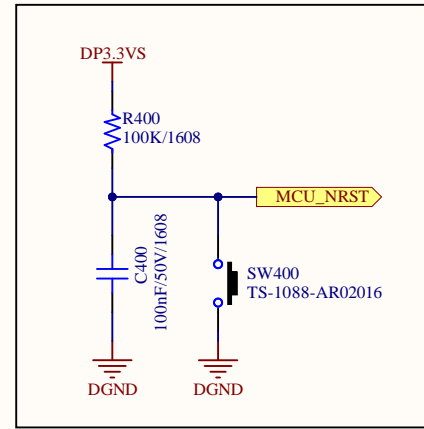 DP3.3VS
R400
100K/1608
MCU_NRST
C400
100nF/50V/1608
SW400
TS-1088-AR02016
DGND
DGND